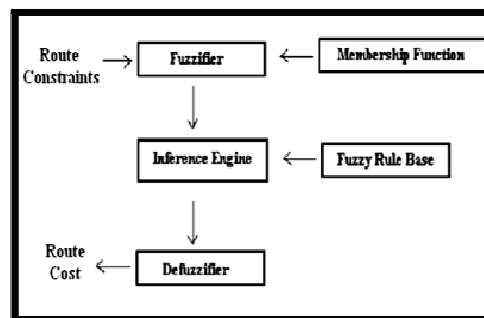 Route
Constraints
Fuzzifier
Membership Function
Inference Engine
Fuzzy Rule Base
Route
Cost
Defuzzifier